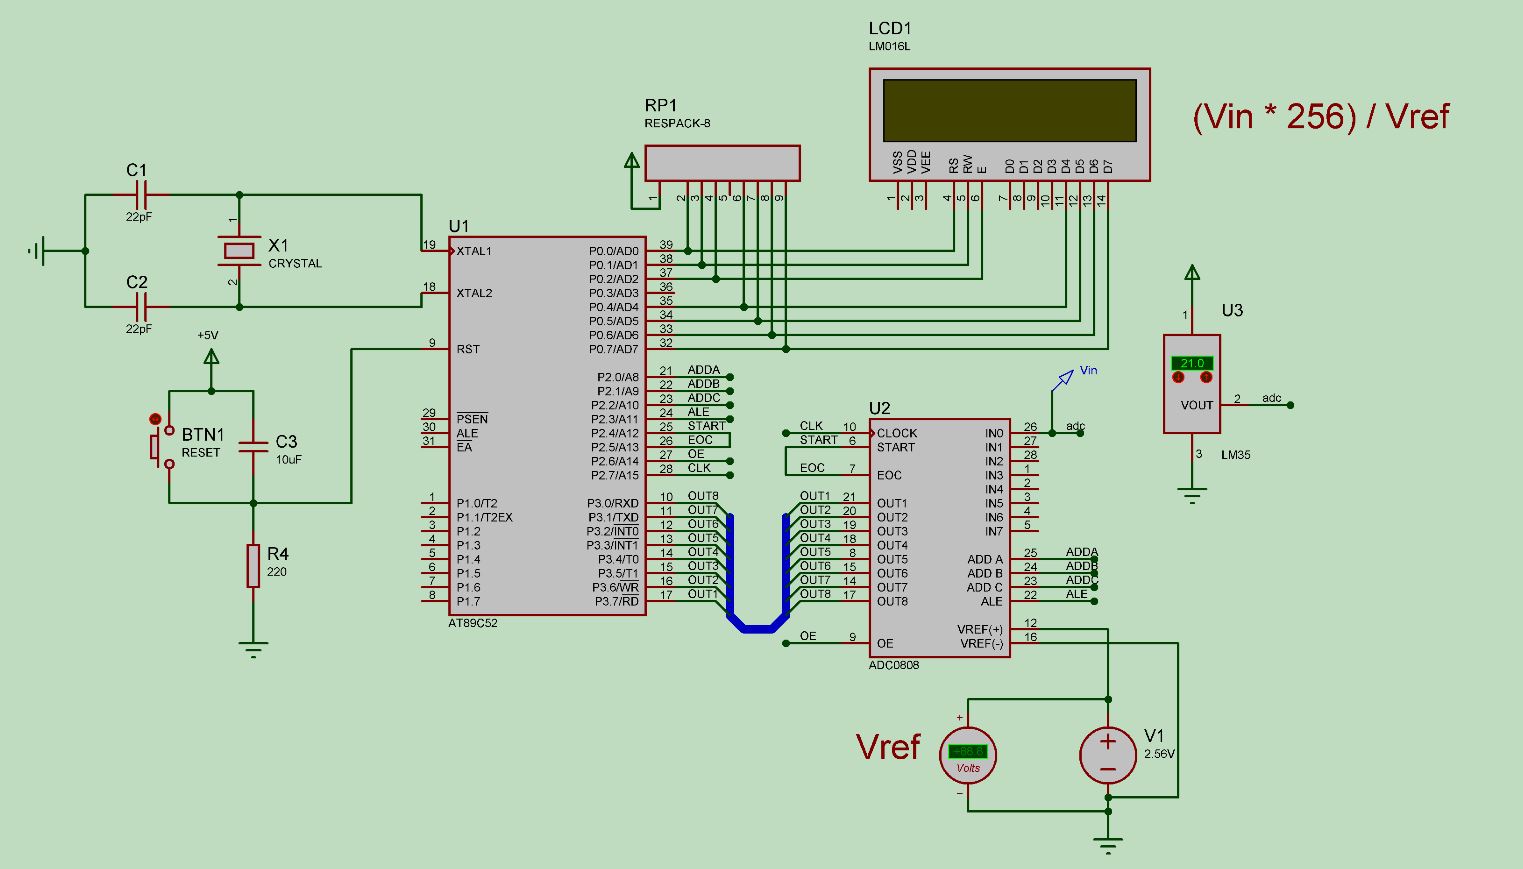 LCD1
LM016L
(Vin * 256) / Vref
VSS VDD VEE RS RW E D0 D1 D2 D3 D4 D5 D6 D7
1 2 3 4 5 6 7 8 9 10 11 12 13 14
RP1
RESPACK-8
1 2 3 4 5 6 7 8 9
C1
22pF
1
X1
CRYSTAL
2
C2
22pF
+5V
BTN1
RESET
C3
10uF
R4
220
U1
19 XTAL1 P0.0/AD0 39
P0.1/AD1 38
P0.2/AD2 37
18 XTAL2 P0.3/AD3 36
P0.4/AD4 35
P0.5/AD5 34
P0.6/AD6 33
9 RST P0.7/AD7 32
P2.0/A8 21 ADDA
P2.1/A9 22 ADDB
P2.2/A10 23 ADDC
29 PSEN P2.3/A11 24 ALE
30 ALE P2.4/A12 25 START
31 EA P2.5/A13 26 EOC
P2.6/A14 27 OE
P2.7/A15 28 CLK
1 P1.0/T2 P3.0/RXD 10 OUT8
2 P1.1/T2EX P3.1/TXD 11 OUT7
3 P1.2 P3.2/INT0 12 OUT6
4 P1.3 P3.3/INT1 13 OUT5
5 P1.4 P3.4/T0 14 OUT4
6 P1.5 P3.5/T1 15 OUT3
7 P1.6 P3.6/WR 16 OUT2
8 P1.7 P3.7/RD 17 OUT1
AT89C52
Vin
U2
CLK 10 CLOCK IN0 26 adc
START 6 START IN1 27
IN2 28
EOC 7 EOC IN3 1
IN4 2
OUT1 21 OUT1 IN5 3
OUT2 20 OUT2 IN6 4
OUT3 19 OUT3 IN7 5
OUT4 18 OUT4
OUT5 8 OUT5 ADD A 25 ADDA
OUT6 15 OUT6 ADD B 24 ADDB
OUT7 14 OUT7 ADD C 23 ADDC
OUT8 17 OUT8 ALE 22 ALE
VREF(+) 12
OE 9 OE VREF(-) 16
ADC0808
U3
1
21.0
VOUT 2 adc
3
LM35
Vref
+
Volts
−
+
−
V1
2.56V